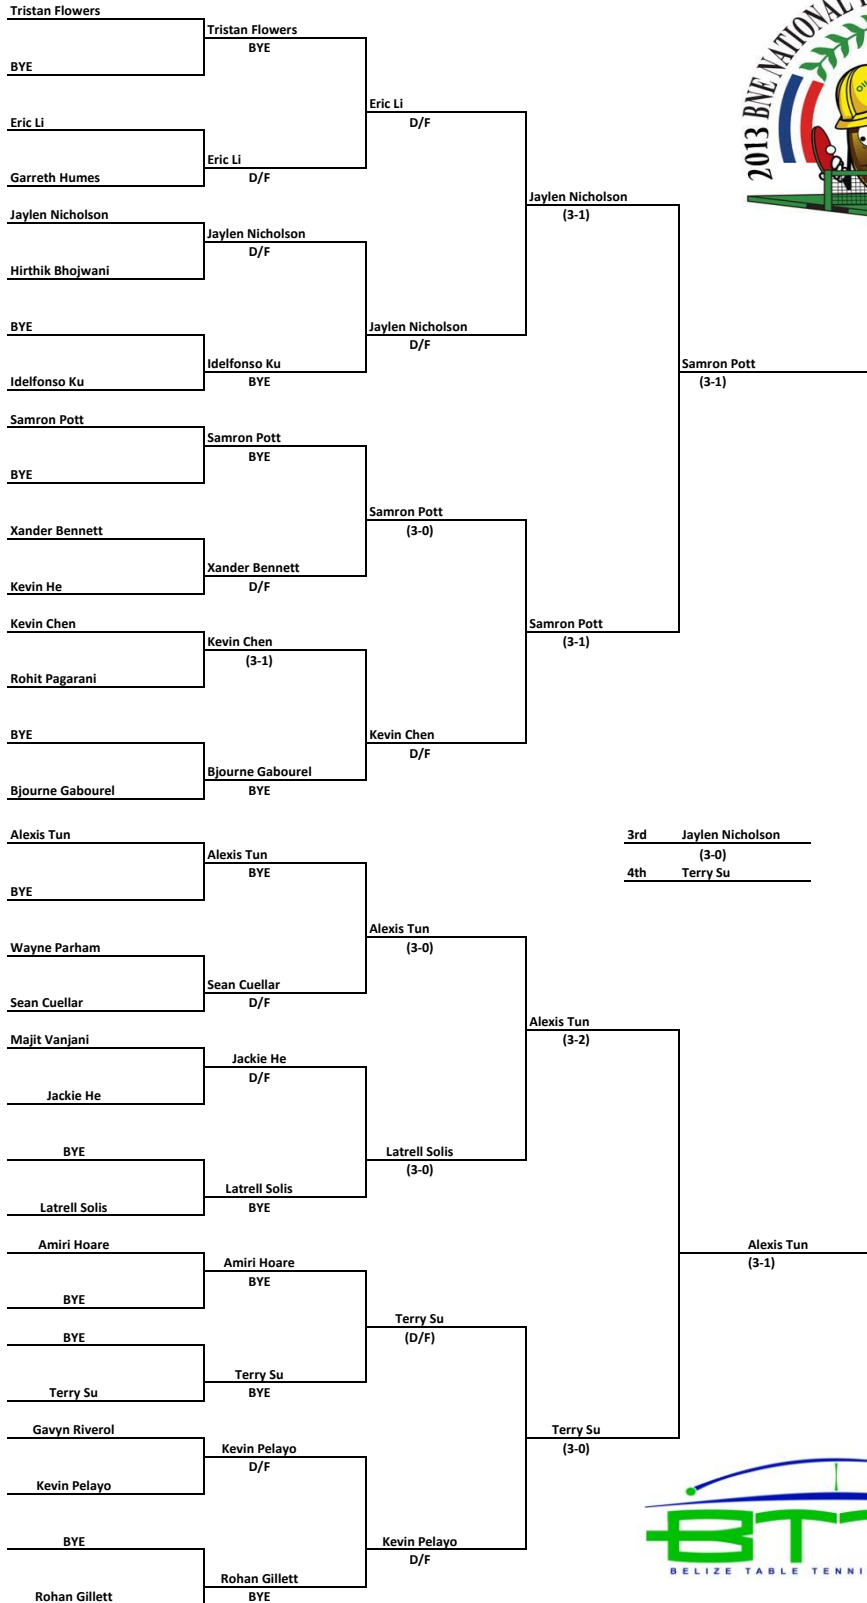 Tristan Flowers
Tristan Flowers
BYE
BYE
Eric Li
D/F
Eric Li
Eric Li
D/F
Garreth Humes
Jaylen Nicholson
(3-1)
Jaylen Nicholson
Jaylen Nicholson
D/F
Hirthik Bhojwani
BYE
Jaylen Nicholson
D/F
Idelfonso Ku
BYE
Idelfonso Ku
Samron Pott
(3-1)
Samron Pott
Samron Pott
BYE
BYE
Samron Pott
(3-0)
Xander Bennett
Xander Bennett
D/F
Kevin He
Kevin Chen
Kevin Chen
(3-1)
Samron Pott
(3-1)
Rohit Pagarani
BYE
Kevin Chen
D/F
Bjourne Gabourel
BYE
Bjourne Gabourel
2013 BNE NATIONAL
3rd Jaylen Nicholson
(3-0)
4th Terry Su
Alexis Tun
Alexis Tun
BYE
BYE
Alexis Tun
(3-0)
Wayne Parham
Sean Cuellar
D/F
Sean Cuellar
Alexis Tun
(3-2)
Majit Vanjani
Jackie He
D/F
Jackie He
BYE
Latrell Solis
(3-0)
Latrell Solis
BYE
Latrell Solis
Amiri Hoare
Amiri Hoare
BYE
BYE
Alexis Tun
(3-1)
Terry Su
(D/F)
BYE
Terry Su
BYE
Terry Su
Gavyn Riverol
Kevin Pelayo
D/F
Terry Su
(3-0)
Kevin Pelayo
BYE
Kevin Pelayo
D/F
Rohan Gillett
BYE
Rohan Gillett
BT
BELIZE TABLE TENNI